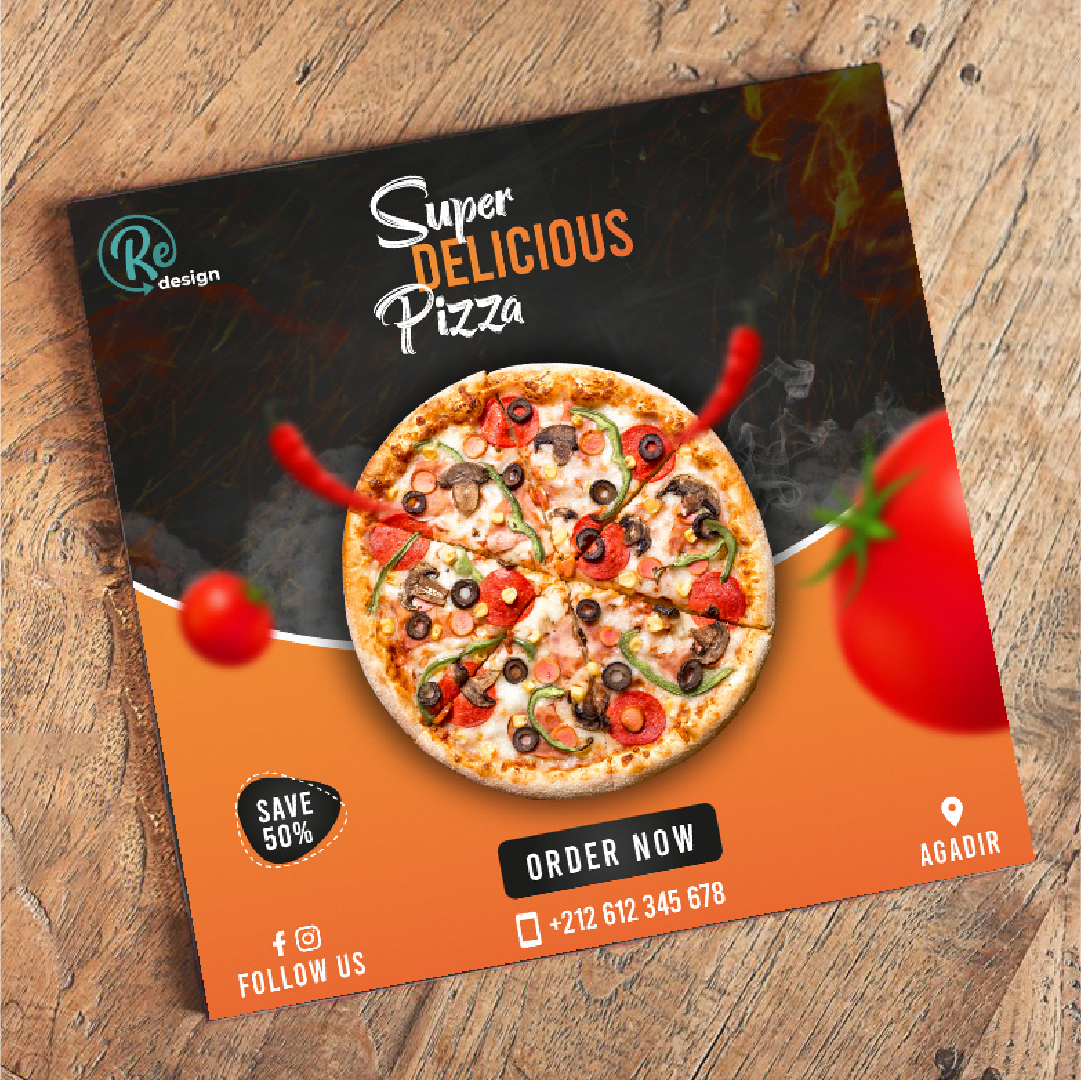 Re
design
Super
DELICIOUS
Pizza
SAVE
50%
ORDER NOW
+212 612 345 678
AGADIR
FOLLOW US